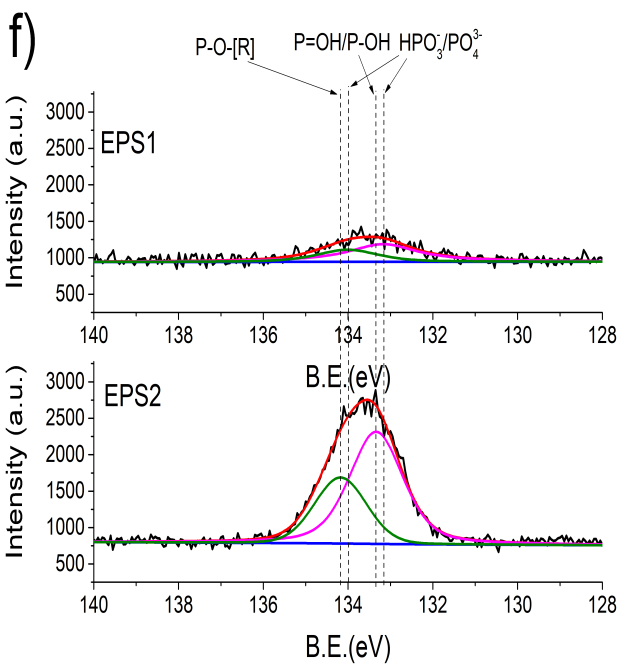 f)
P-O-[R]
P=OH/P-OH HPO₃⁻/PO₄³⁻
Intensity (a.u.)
EPS1
3000
2500
2000
1500
1000
500
140 138 136 134 132 130 128
B.E.(eV)
Intensity (a.u.)
EPS2
3000
2500
2000
1500
1000
500
140 138 136 134 132 130 128
B.E.(eV)